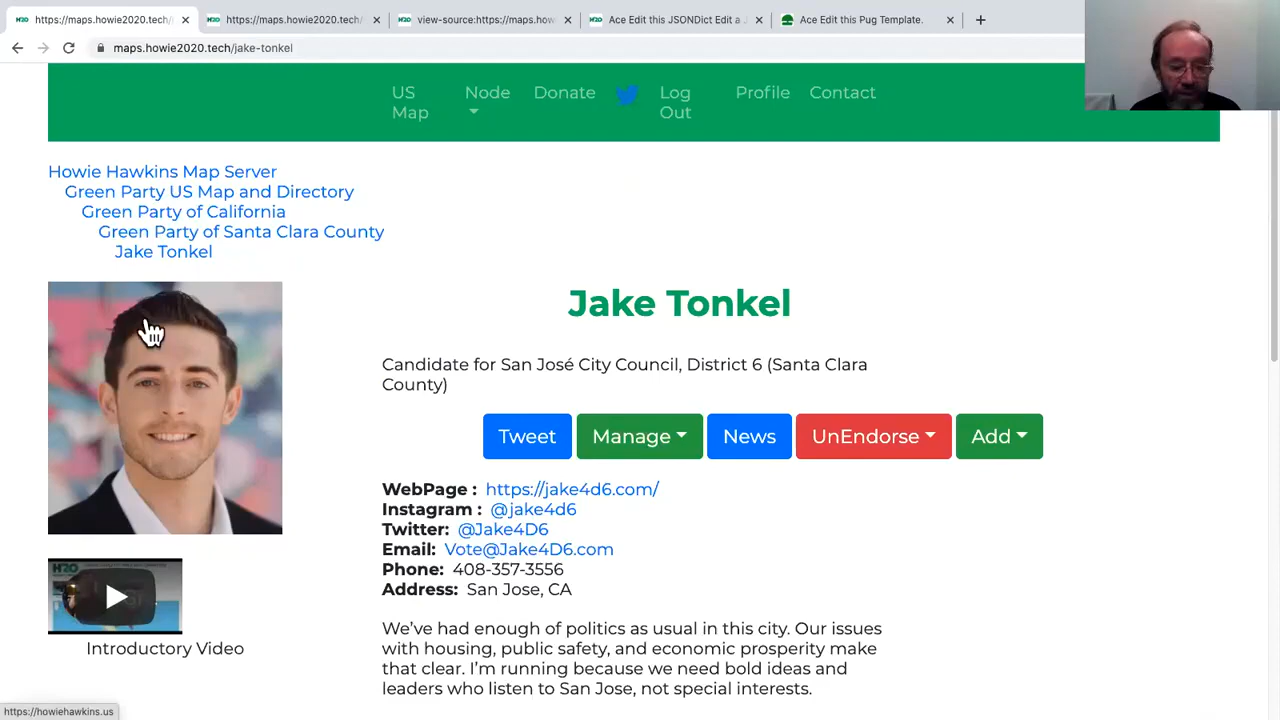 https://maps.howie2020.tech/ × https://maps.howie2020.tech/ × view-source:https://maps.how × H2O Ace Edit this JSONDict Edit a × Ace Edit this Pug Template. × +
maps.howie2020.tech/jake-tonkel
US Map
Node
Donate
Log Out
Profile
Contact
Howie Hawkins Map Server
Green Party US Map and Directory
Green Party of California
Green Party of Santa Clara County
Jake Tonkel
Jake Tonkel
Candidate for San José City Council, District 6 (Santa Clara
County)
Tweet Manage News UnEndorse Add
WebPage : https://jake4d6.com/
Instagram : @jake4d6
Twitter: @Jake4D6
Email: Vote@Jake4D6.com
Phone: 408-357-3556
Address: San Jose, CA
H2O
Introductory Video
We've had enough of politics as usual in this city. Our issues
with housing, public safety, and economic prosperity make
that clear. I'm running because we need bold ideas and
leaders who listen to San Jose, not special interests.
https://howiehawkins.us